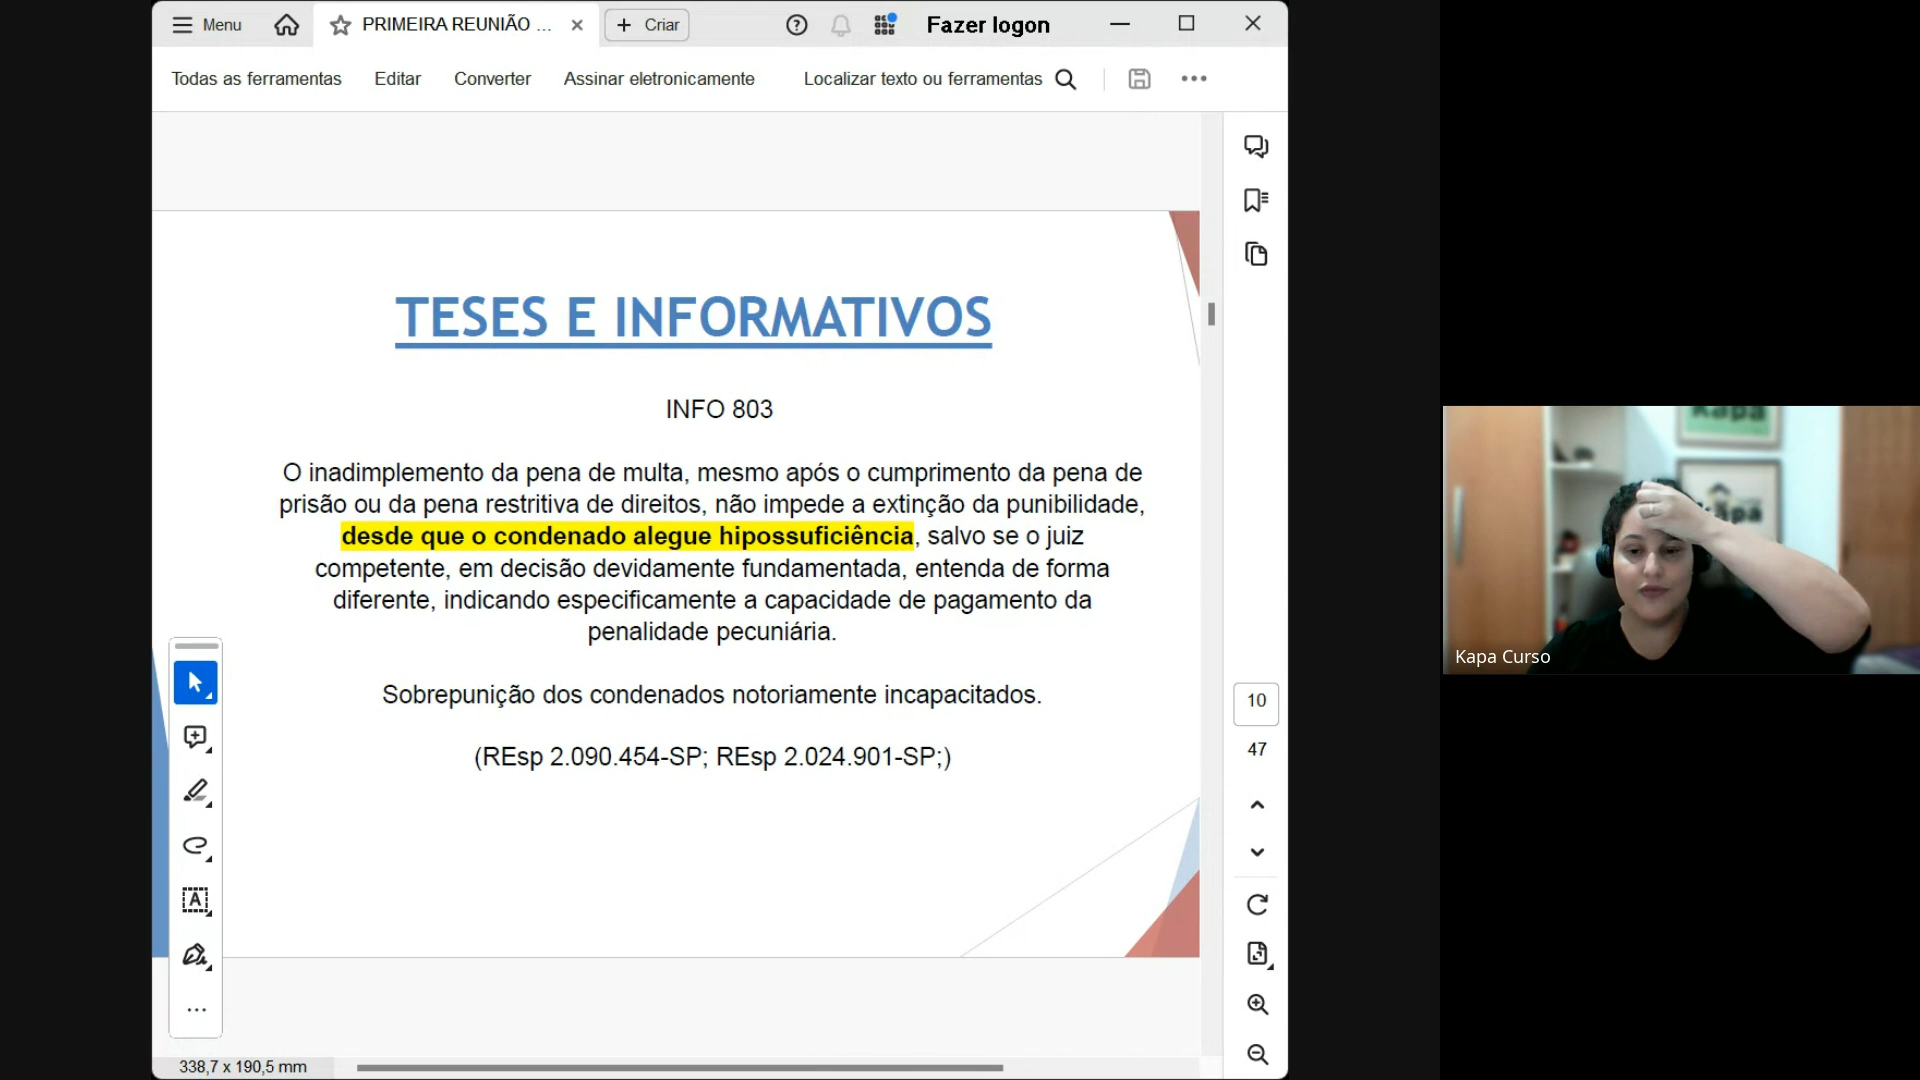 Menu
PRIMEIRA REUNIÃO ...
Criar
Fazer logon
Todas as ferramentas
Editar
Converter
Assinar eletronicamente
Localizar texto ou ferramentas
TESES E INFORMATIVOS
INFO 803
O inadimplemento da pena de multa, mesmo após o cumprimento da pena de
prisão ou da pena restritiva de direitos, não impede a extinção da punibilidade,
desde que o condenado alegue hipossuficiência, salvo se o juiz
competente, em decisão devidamente fundamentada, entenda de forma
diferente, indicando especificamente a capacidade de pagamento da
penalidade pecuniária.
Sobrepunição dos condenados notoriamente incapacitados.
(REsp 2.090.454-SP; REsp 2.024.901-SP;)
10
47
338,7 x 190,5 mm
Kapa
kapa
Kapa Curso